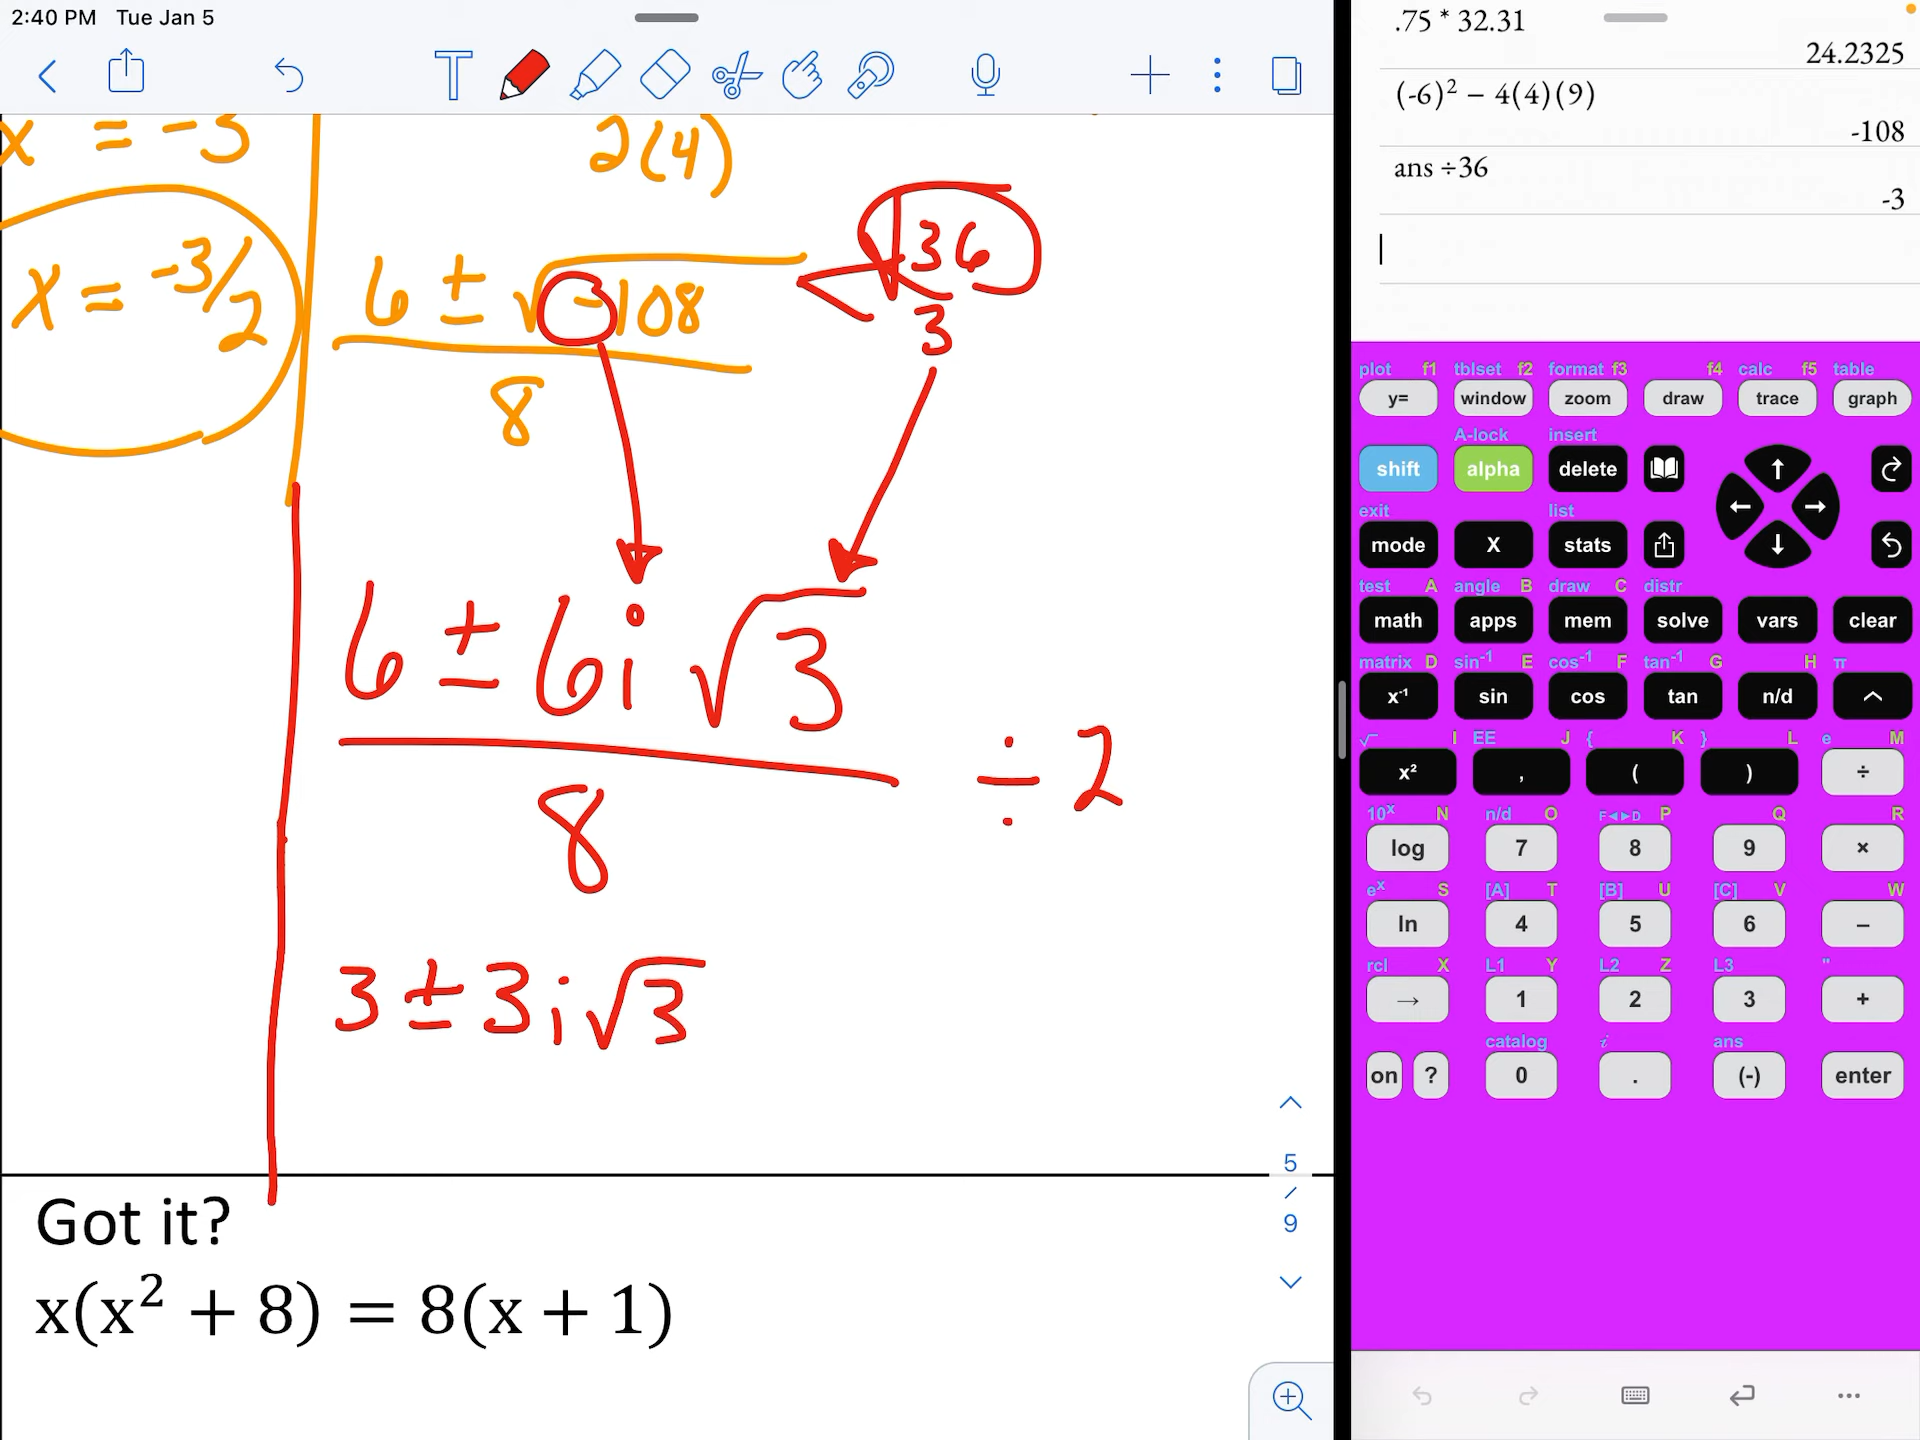 2:40 PM Tue Jan 5
x = -3
2(4)
x = -3/2
6 ± √-108
8
√36
3
6 ± 6i √3
8
÷ 2
3 ± 3i√3
Got it?
x(x² + 8) = 8(x + 1)
5
/
9
.75 * 32.31
24.2325
(-6)² − 4(4)(9)
-108
ans ÷36
-3
plot f1 tblset f2 format f3 f4 calc f5 table
y= window zoom draw trace graph
A-lock insert
shift alpha delete
exit list
mode X stats
test A angle B draw C distr
math apps mem solve vars clear
matrix D sin⁻¹ E cos⁻¹ F tan⁻¹ G H π
x⁻¹ sin cos tan n/d ^
√ I EE J { K } L e M
x² , ( ) ÷
10ˣ N n/d O F◄►D P Q R
log 7 8 9 ×
eˣ S [A] T [B] U [C] V W
ln 4 5 6 −
rcl X L1 Y L2 Z L3 "
→ 1 2 3 +
catalog i ans
on ? 0 . (-) enter